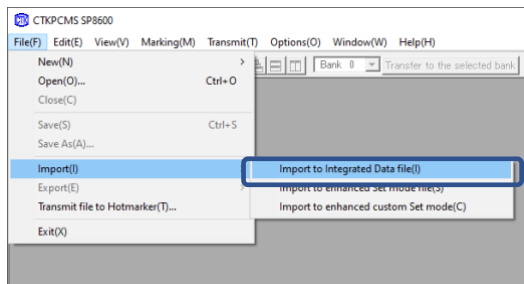 CTKPCMS SP8600
File(F) Edit(E) View(V) Marking(M) Transmit(T) Options(O) Window(W) Help(H)
New(N) >
Bank 0 Transfer to the selected bank
Open(O)... Ctrl+O
Close(C)
Save(S) Ctrl+S
Save As(A)...
Import(I) Import to Integrated Data file(I)
Export(E) > Import to enhanced Set mode file(S)
Transmit file to Hotmarker(T)... Import to enhanced custom Set mode(C)
Exit(X)